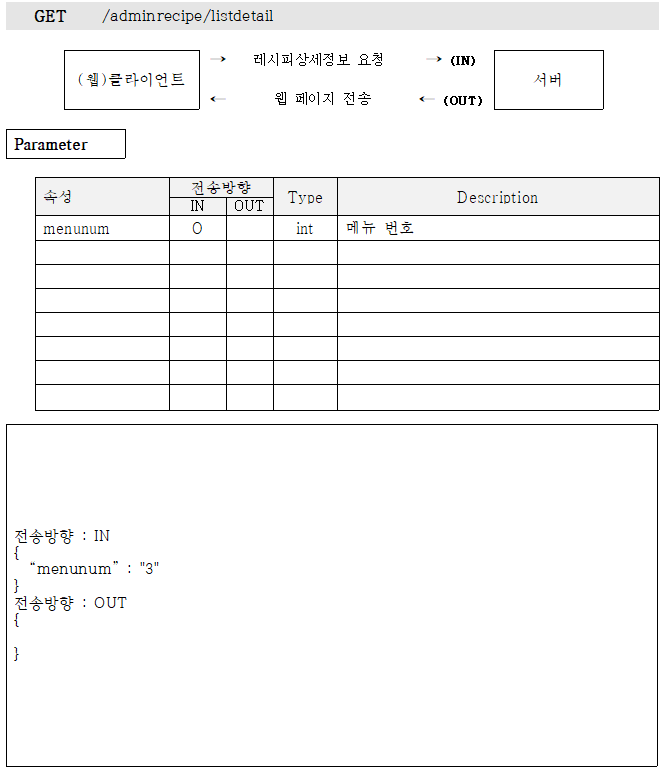 GET /adminrecipe/listdetail
→ 레시피상세정보 요청 → (IN)
(웹)클라이언트 서버
← 웹 페이지 전송 ← (OUT)
Parameter
속성 전송방향 Type Description
IN OUT
menunum O int 메뉴 번호
전송방향 : IN
{
“menunum” : "3"
}
전송방향 : OUT
{
}